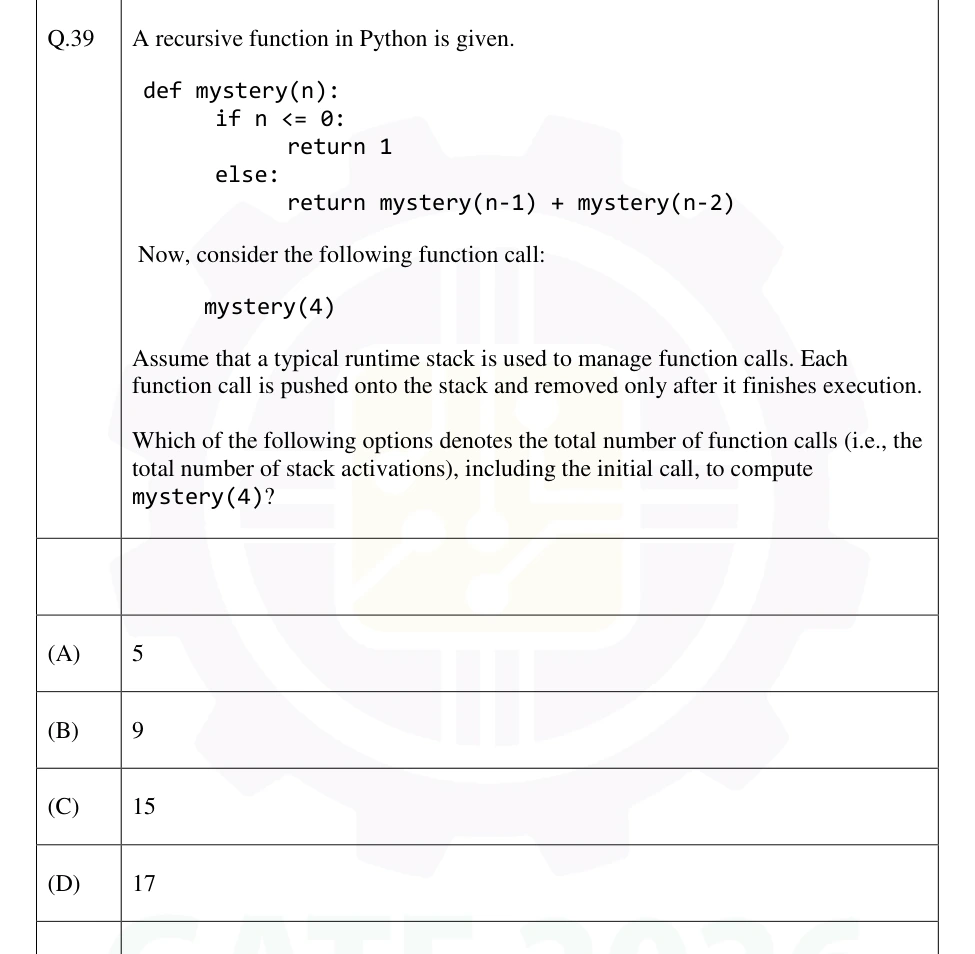 Q.39 A recursive function in Python is given.
def mystery(n):
if n <= 0:
return 1
else:
return mystery(n-1) + mystery(n-2)
Now, consider the following function call:
mystery(4)
Assume that a typical runtime stack is used to manage function calls. Each
function call is pushed onto the stack and removed only after it finishes execution.
Which of the following options denotes the total number of function calls (i.e., the
total number of stack activations), including the initial call, to compute
mystery(4)?
(A) 5
(B) 9
(C) 15
(D) 17
GATE 2026